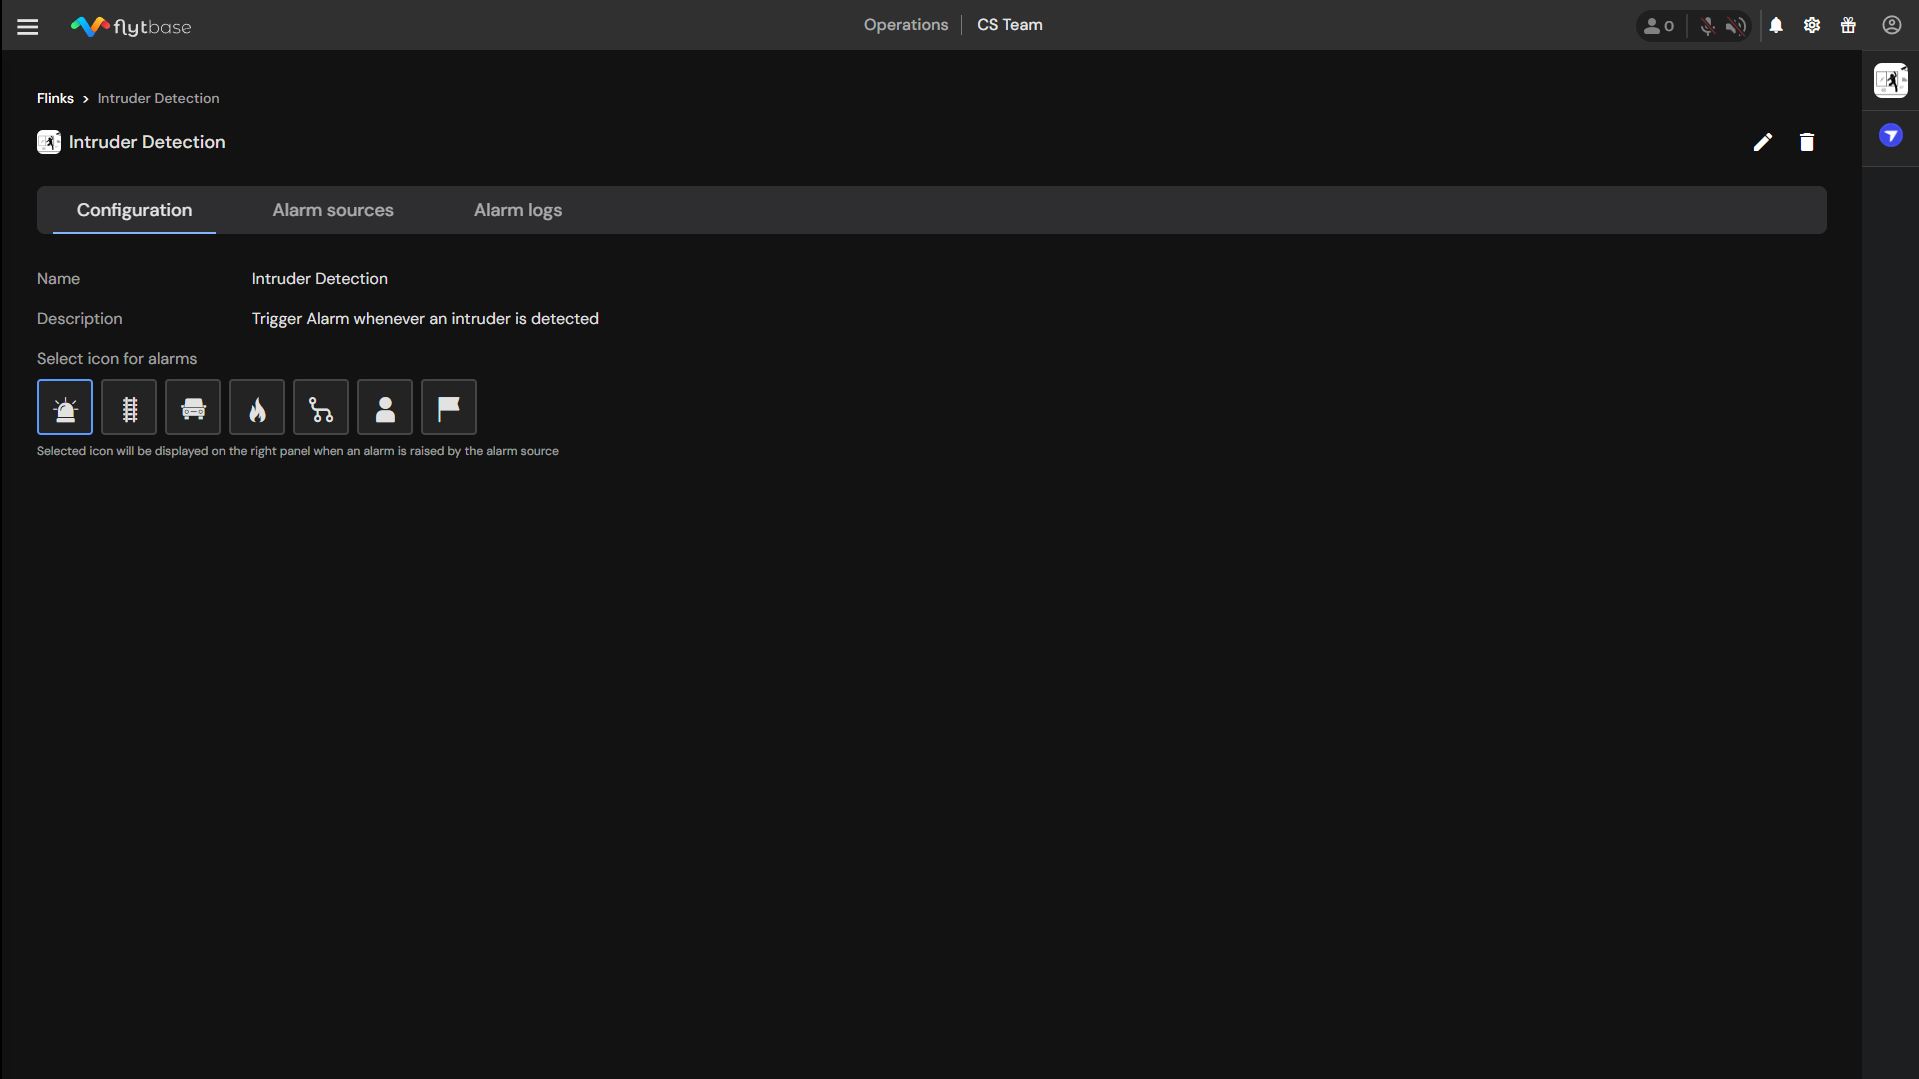 flytbase
Operations | CS Team
0
Flinks > Intruder Detection
Intruder Detection
Configuration Alarm sources Alarm logs
Name Intruder Detection
Description Trigger Alarm whenever an intruder is detected
Select icon for alarms
Selected icon will be displayed on the right panel when an alarm is raised by the alarm source